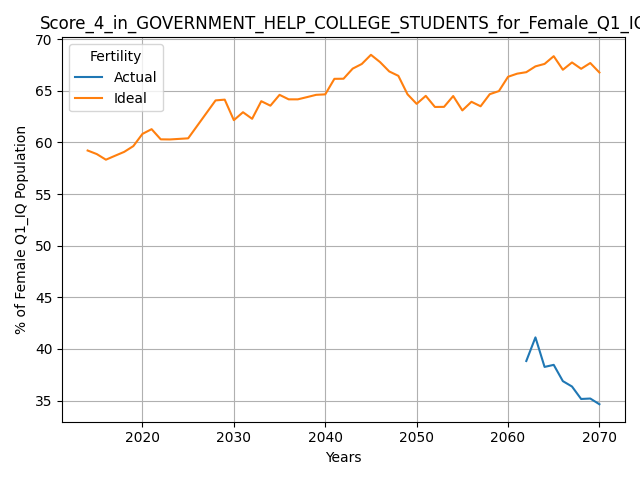 Score_4_in_GOVERNMENT_HELP_COLLEGE_STUDENTS_for_Female_Q1_IQ
70
65
60
55
50
45
40
35
% of Female Q1_IQ Population
Fertility
Actual
Ideal
2020 2030 2040 2050 2060 2070
Years